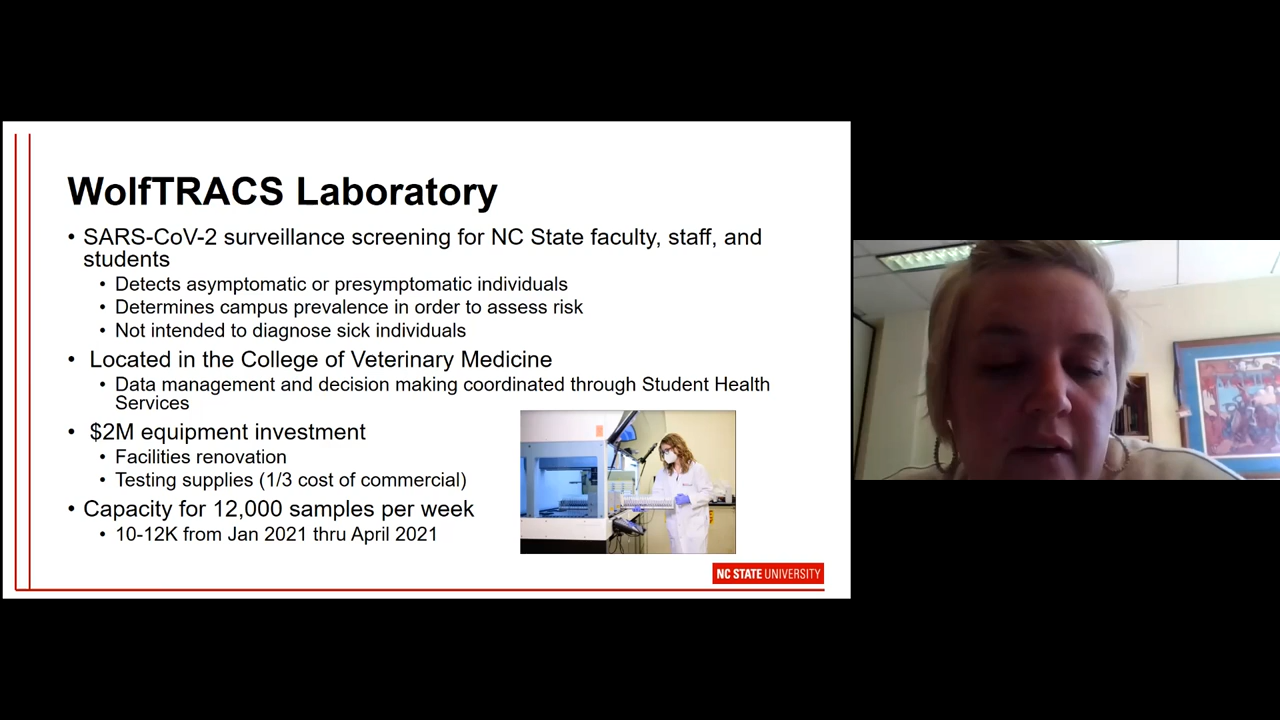 WolfTRACS Laboratory
• SARS-CoV-2 surveillance screening for NC State faculty, staff, and
students
• Detects asymptomatic or presymptomatic individuals
• Determines campus prevalence in order to assess risk
• Not intended to diagnose sick individuals
• Located in the College of Veterinary Medicine
• Data management and decision making coordinated through Student Health
Services
• $2M equipment investment
• Facilities renovation
• Testing supplies (1/3 cost of commercial)
• Capacity for 12,000 samples per week
• 10-12K from Jan 2021 thru April 2021
NC STATE UNIVERSITY